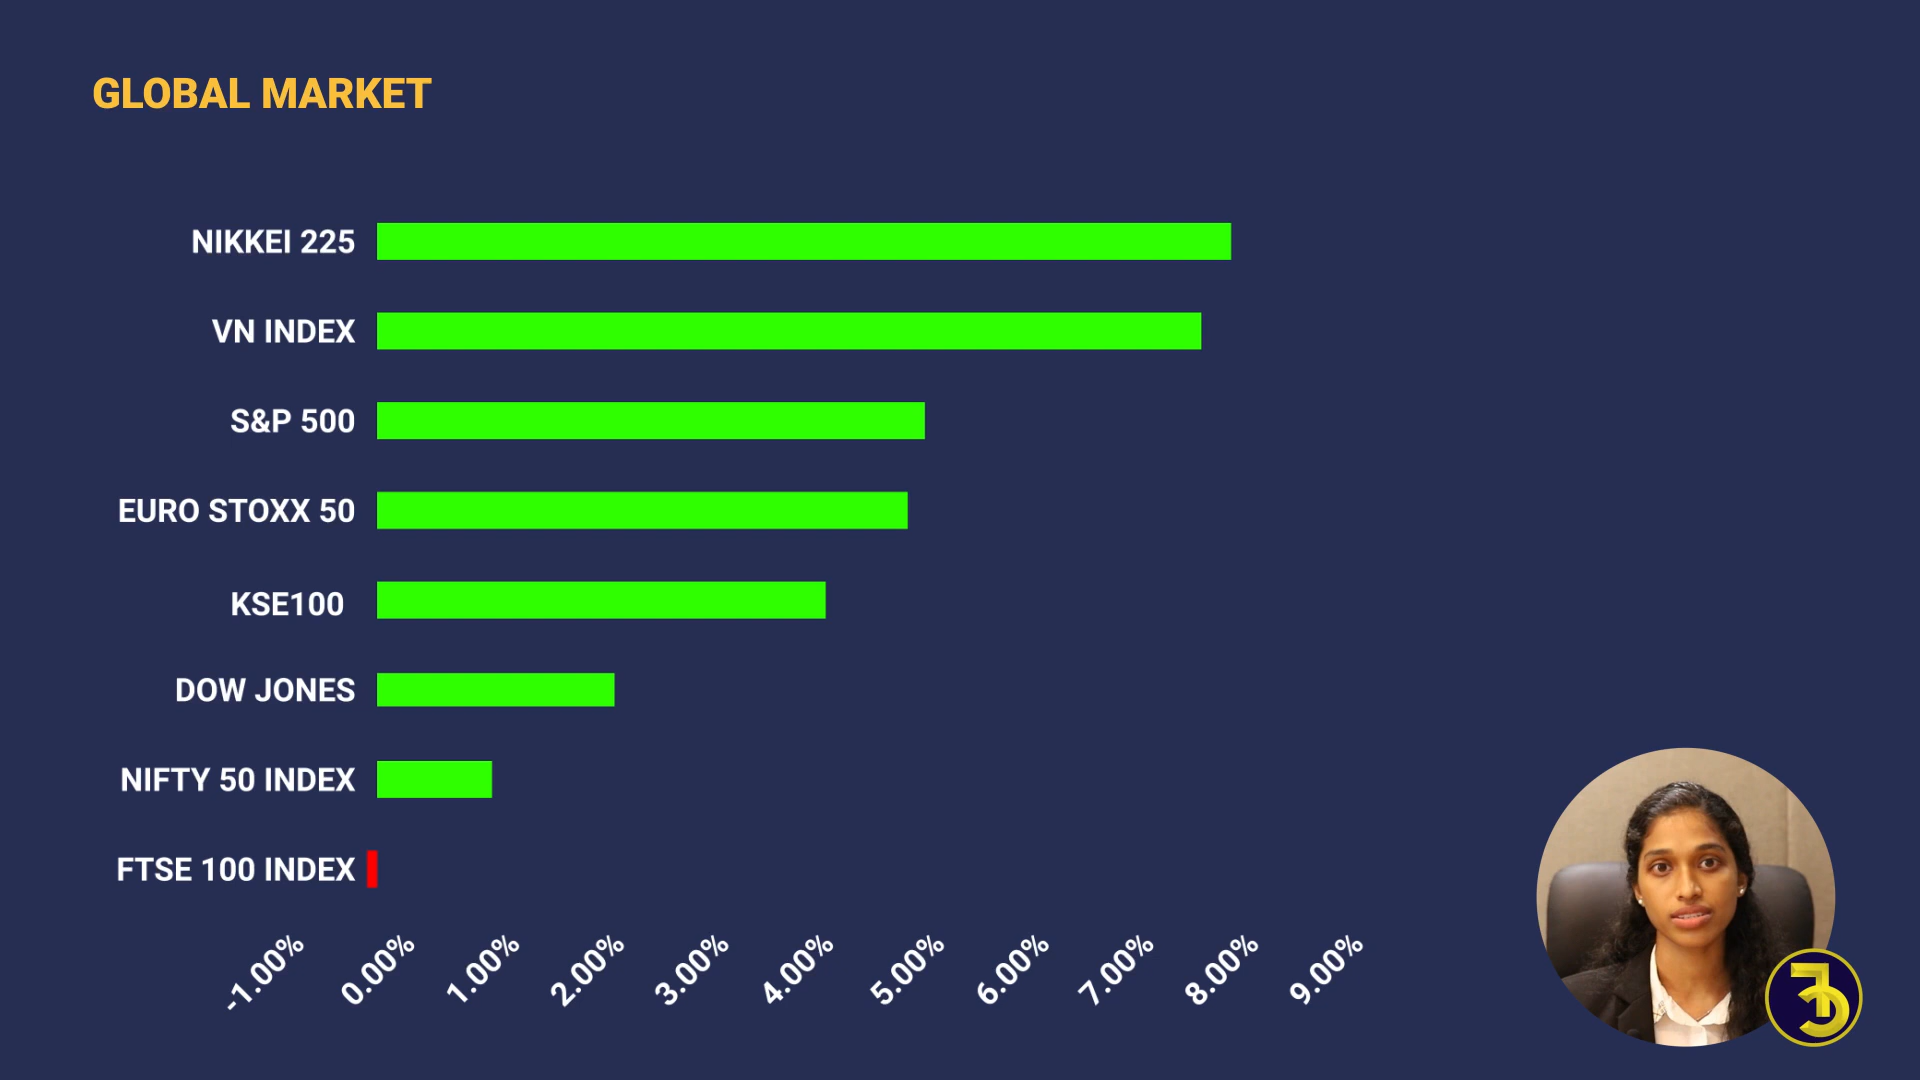 GLOBAL MARKET
NIKKEI 225
VN INDEX
S&P 500
EURO STOXX 50
KSE100
DOW JONES
NIFTY 50 INDEX
FTSE 100 INDEX
-1.00% 0.00% 1.00% 2.00% 3.00% 4.00% 5.00% 6.00% 7.00% 8.00% 9.00%